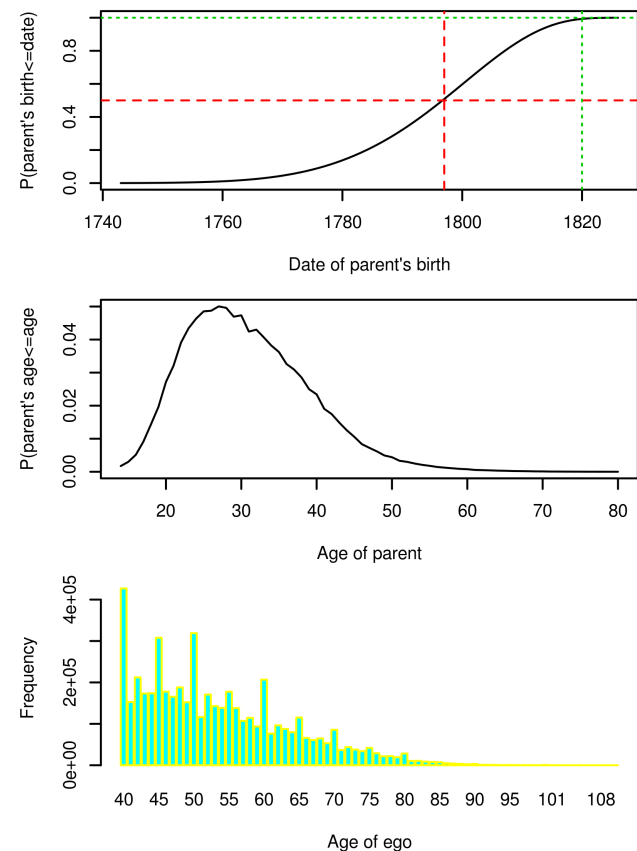 P(parent's birth<=date)
0.0 0.4 0.8
1740 1760 1780 1800 1820
Date of parent's birth
P(parent's age<=age
0.00 0.02 0.04
20 30 40 50 60 70 80
Age of parent
Frequency
0e+00 2e+05 4e+05
40 45 50 55 60 65 70 75 80 85 90 95 101 108
Age of ego